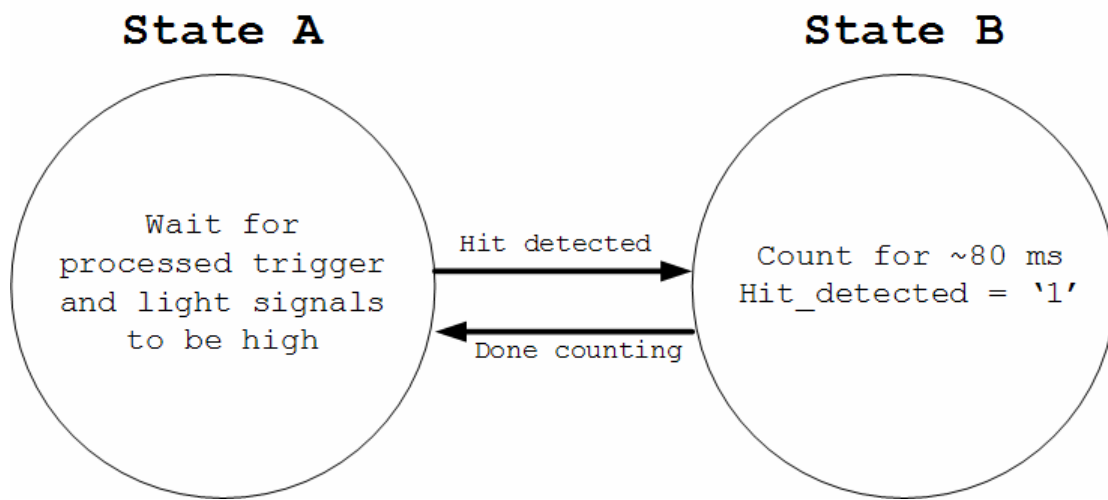 State A
State B
Wait for
processed trigger
and light signals
to be high
Hit detected
Done counting
Count for ~80 ms
Hit_detected = ‘1’